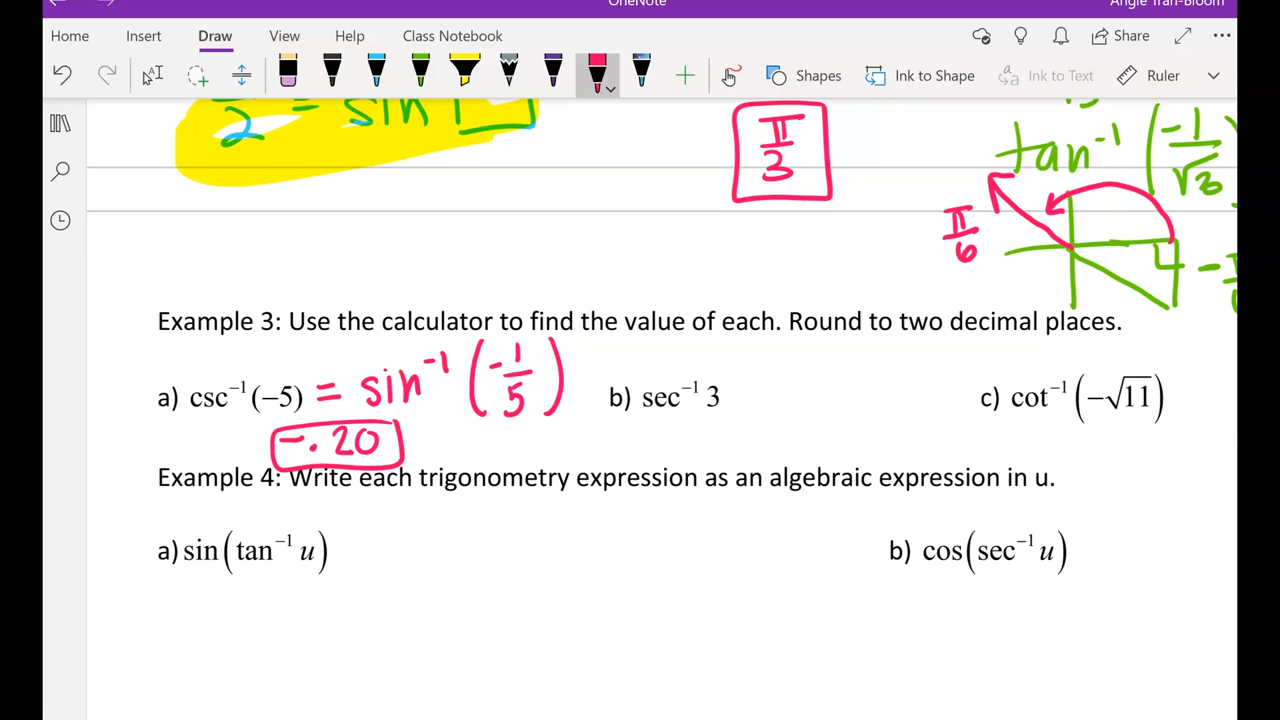 OneNote
Angie Tran-Bloom
Home Insert Draw View Help Class Notebook Share
Shapes Ink to Shape Ink to Text Ruler
2 = sin
π/3
tan⁻¹ (-1/√3
π/6
Example 3: Use the calculator to find the value of each. Round to two decimal places.
a) csc⁻¹(−5) = sin⁻¹ (-1/5) b) sec⁻¹ 3 c) cot⁻¹(−√11)
-.20
Example 4: Write each trigonometry expression as an algebraic expression in u.
a) sin(tan⁻¹ u) b) cos(sec⁻¹ u)